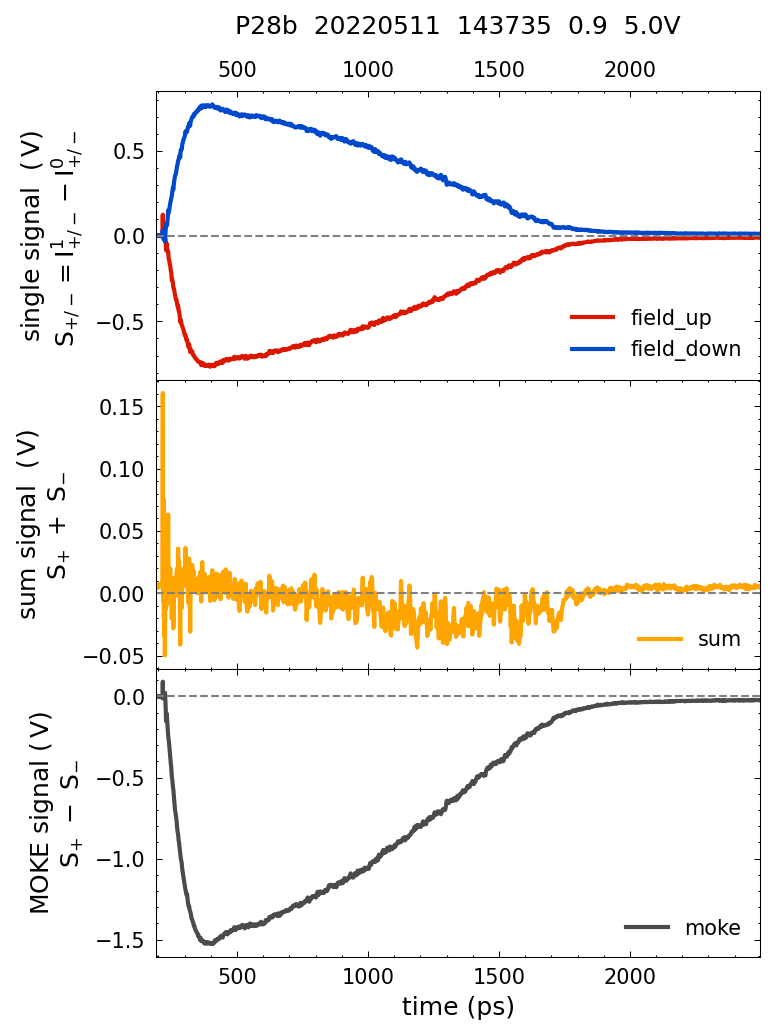 P28b  20220511  143735  0.9  5.0V
500 1000 1500 2000
single signal  ( V)
S+/− = I¹+/− − I⁰+/−
0.5
0.0
−0.5
field_up
field_down
sum signal  ( V)
S+ + S−
0.15
0.10
0.05
0.00
−0.05
sum
MOKE signal ( V)
S+ − S−
0.0
−0.5
−1.0
−1.5
moke
500 1000 1500 2000
time (ps)